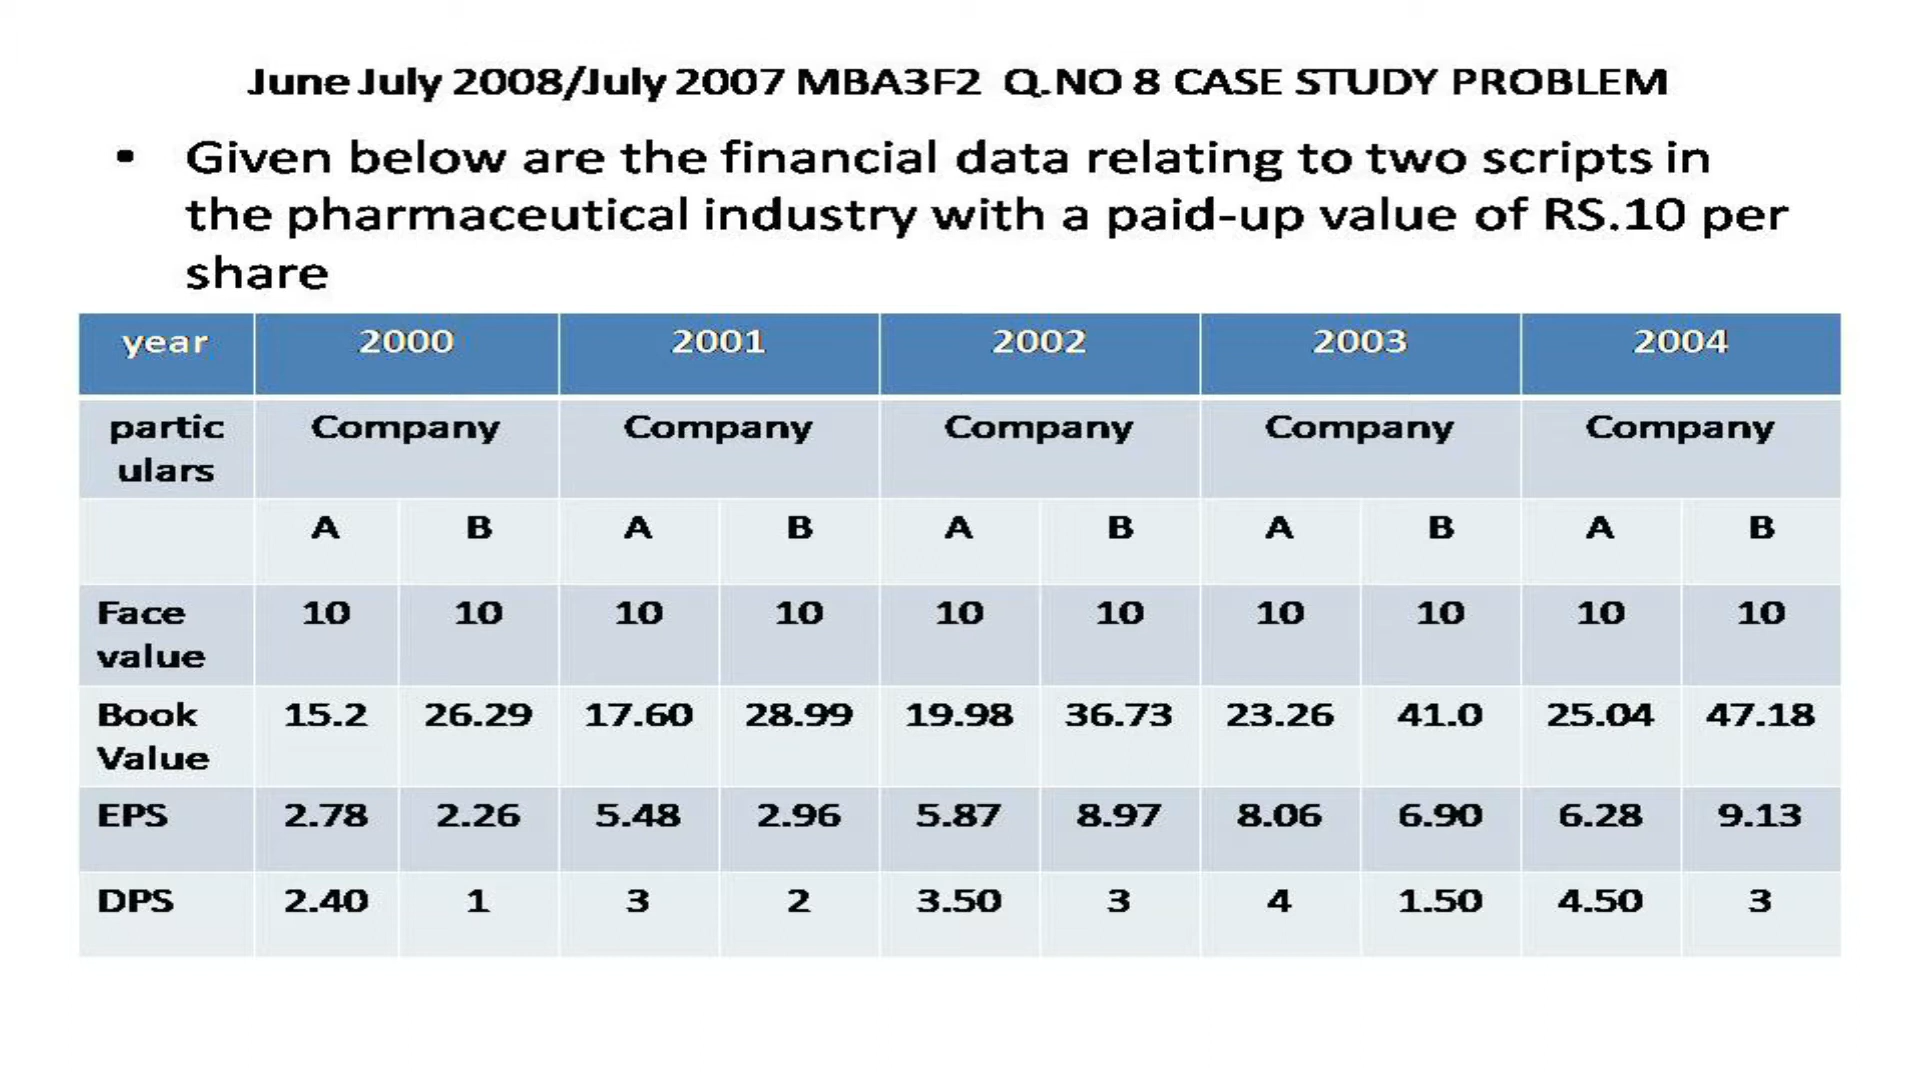 June July 2008/July 2007 MBA3F2 Q.NO 8 CASE STUDY PROBLEM
• Given below are the financial data relating to two scripts in
the pharmaceutical industry with a paid-up value of RS.10 per
share
year 2000 2001 2002 2003 2004
partic Company Company Company Company Company
ulars
A B A B A B A B A B
Face 10 10 10 10 10 10 10 10 10 10
value
Book 15.2 26.29 17.60 28.99 19.98 36.73 23.26 41.0 25.04 47.18
Value
EPS 2.78 2.26 5.48 2.96 5.87 8.97 8.06 6.90 6.28 9.13
DPS 2.40 1 3 2 3.50 3 4 1.50 4.50 3